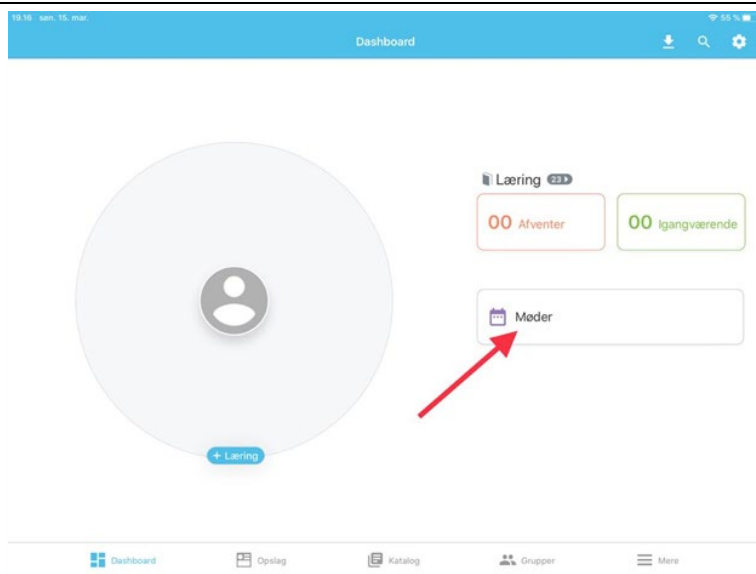 19.16 søn. 15. mar.
55 %
Dashboard
Læring 23
00 Afventer
00 Igangværende
Møder
+ Læring
Dashboard
Opslag
Katalog
Grupper
Mere